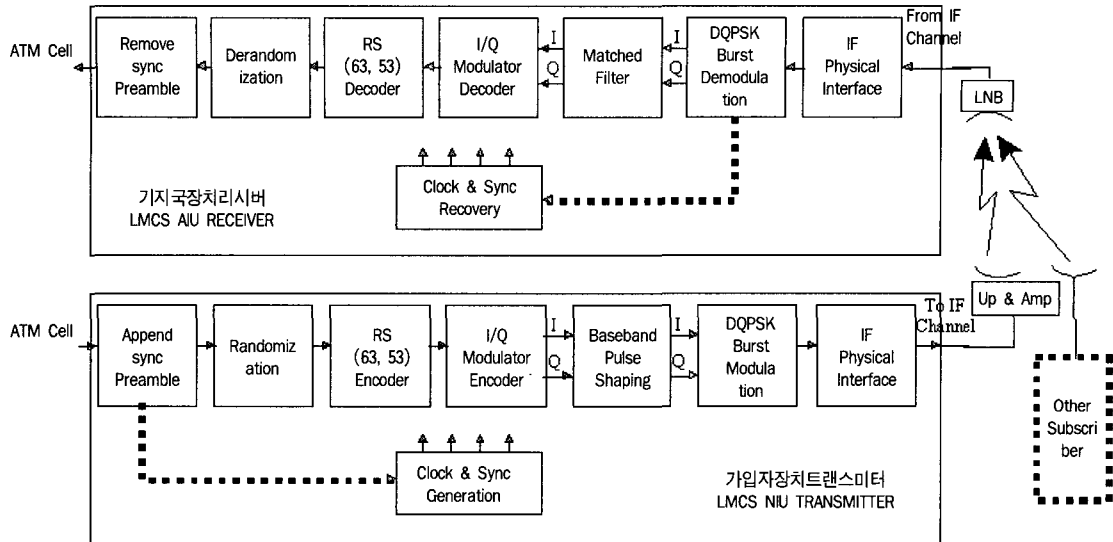 From IF
Channel
ATM Cell
Remove
sync
Preamble
Derandom
ization
RS
(63, 53)
Decoder
I/Q
Modulator
Decoder
I
Q
Matched
Filter
I
Q
DQPSK
Burst
Demodula
tion
IF
Physical
Interface
LNB
Clock & Sync
Recovery
기지국장치리시버
LMCS AIU RECEIVER
Up & Amp
To IF
Channel
ATM Cell
Append
sync
Preamble
Randomiz
ation
RS
(63, 53)
Encoder
I/Q
Modulator
Encoder
I
Q
Baseband
Pulse
Shaping
I
Q
DQPSK
Burst
Modula
tion
IF
Physical
Interface
Other
Subscri
ber
Clock & Sync
Generation
가입자장치트랜스미터
LMCS NIU TRANSMITTER